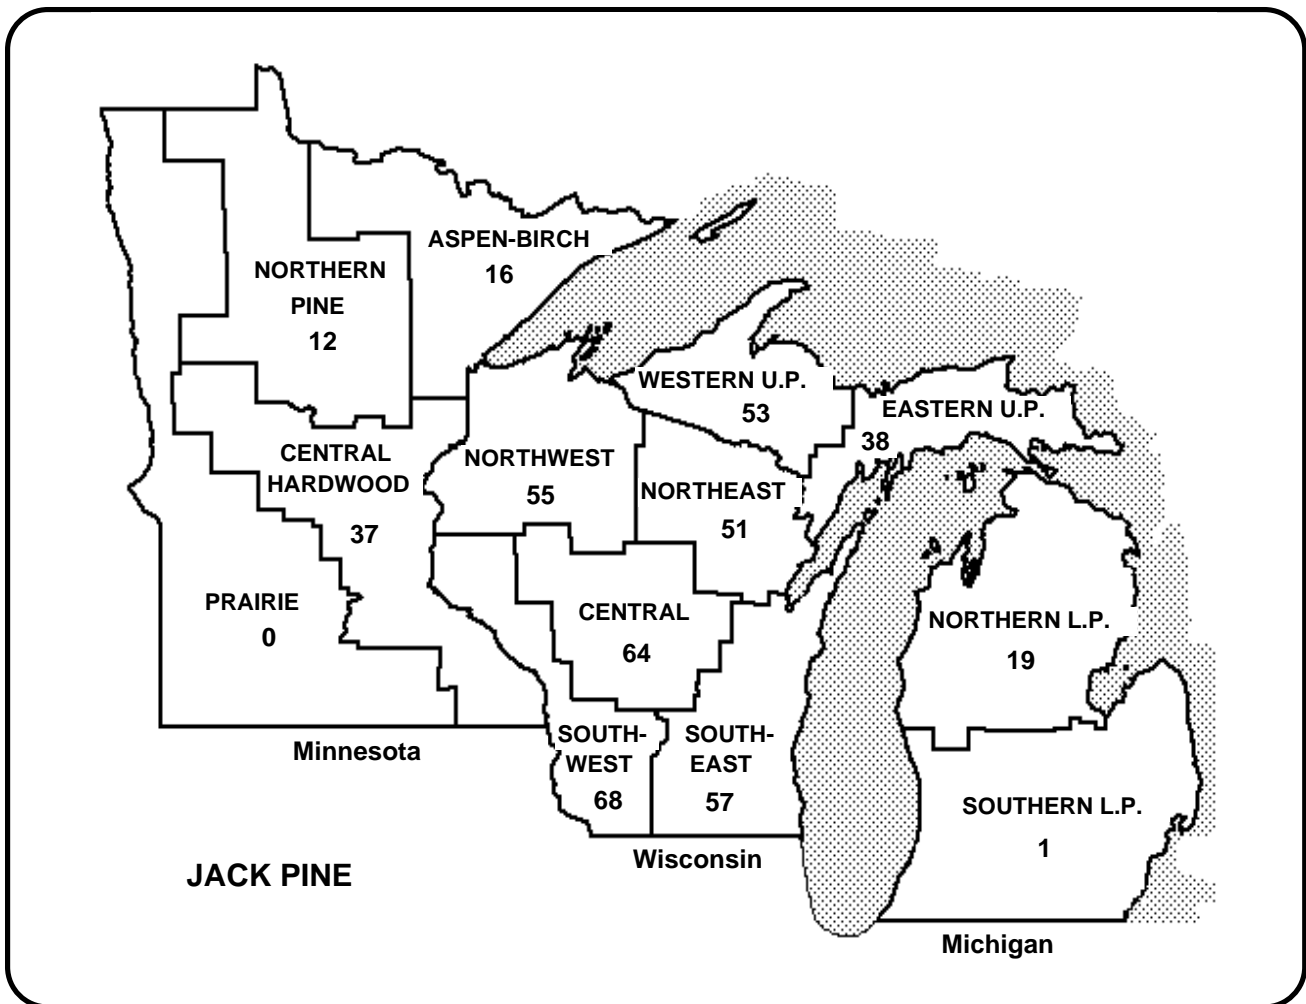 ASPEN-BIRCH
16
NORTHERN
PINE
12
WESTERN U.P.
53
EASTERN U.P.
38
CENTRAL
HARDWOOD
37
NORTHWEST
55
NORTHEAST
51
PRAIRIE
0
CENTRAL
64
NORTHERN L.P.
19
SOUTH-
WEST
68
SOUTH-
EAST
57
SOUTHERN L.P.
1
Minnesota
Wisconsin
Michigan
JACK PINE